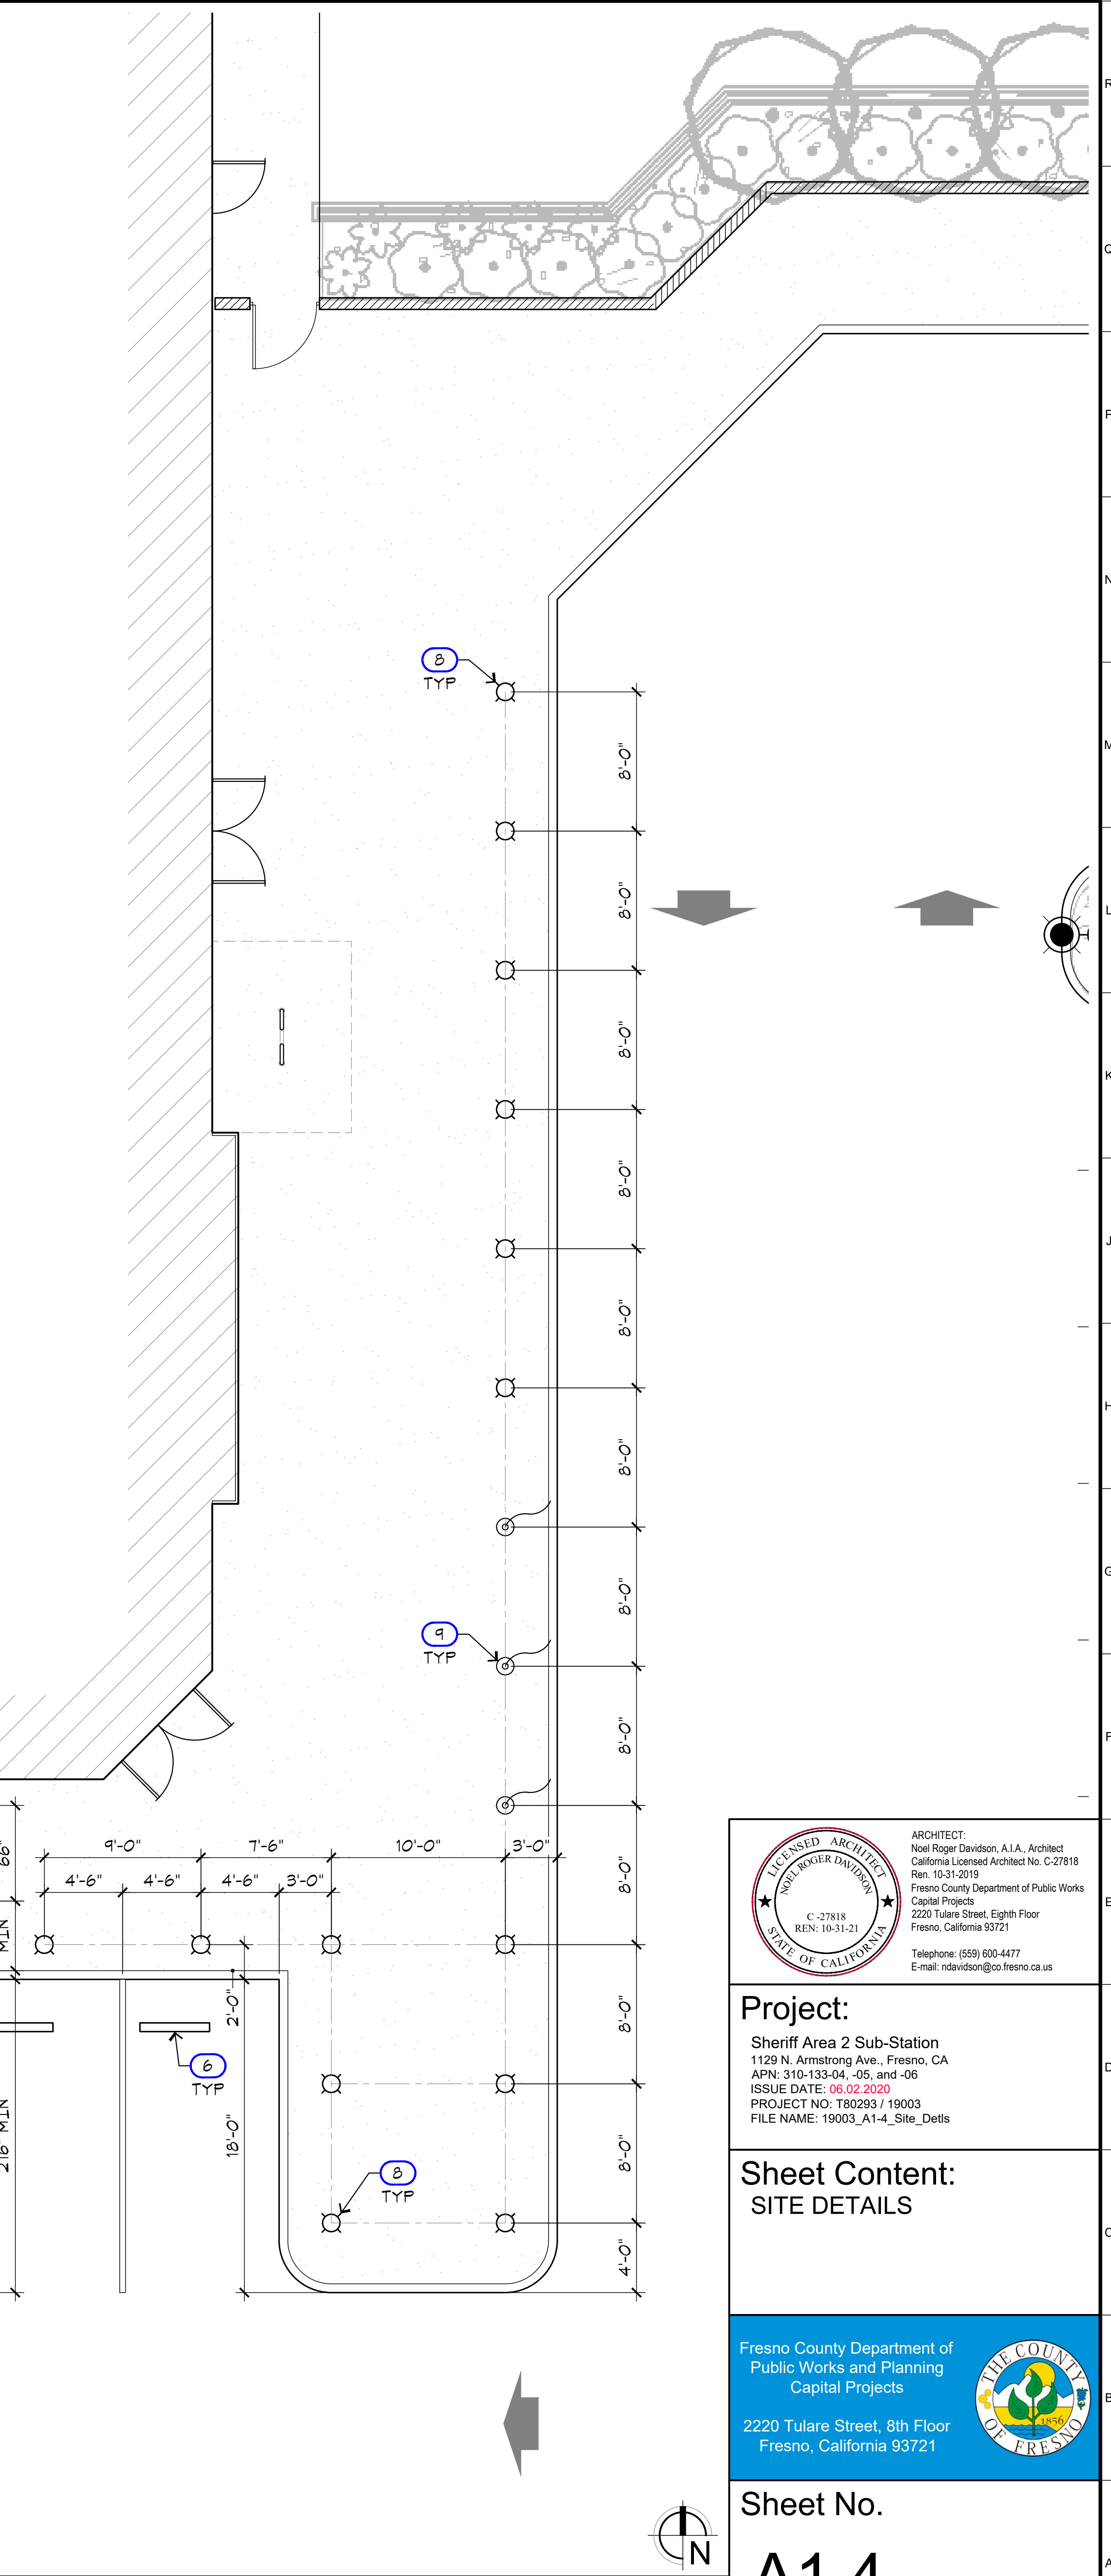 R
Q
P
N
8
TYP
M
8'-0"
8'-0"
L
8'-0"
K
8'-0"
J
8'-0"
H
8'-0"
G
8'-0"
9
TYP
F
8'-0"
66"
9'-0"
7'-6"
10'-0"
3'-0"
4'-6"
4'-6"
4'-6"
3'-0"
8'-0"
MIN
E
2'-0"
8'-0"
6
TYP
D
216" MIN
18'-0"
8'-0"
8
TYP
C
4'-0"
LICENSED ARCHITECT
NOEL ROGER DAVIDSON
C -27818
REN: 10-31-21
STATE OF CALIFORNIA
ARCHITECT:
Noel Roger Davidson, A.I.A., Architect
California Licensed Architect No. C-27818
Ren. 10-31-2019
Fresno County Department of Public Works
Capital Projects
2220 Tulare Street, Eighth Floor
Fresno, California 93721
Telephone: (559) 600-4477
E-mail: ndavidson@co.fresno.ca.us
Project:
Sheriff Area 2 Sub-Station
1129 N. Armstrong Ave., Fresno, CA
APN: 310-133-04, -05, and -06
ISSUE DATE: 06.02.2020
PROJECT NO: T80293 / 19003
FILE NAME: 19003_A1-4_Site_Detls
Sheet Content:
SITE DETAILS
Fresno County Department of
Public Works and Planning
Capital Projects
2220 Tulare Street, 8th Floor
Fresno, California 93721
THE COUNTY
1856
OF FRESNO
B
N
Sheet No.
A1.4
A